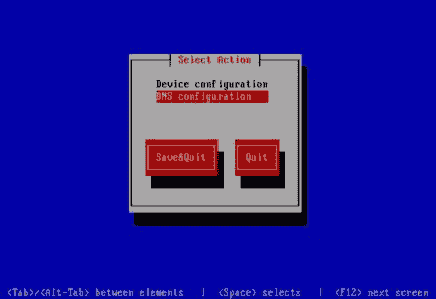 Select Action
Device configuration
DNS configuration
Save&Quit
Quit
<Tab>/<Alt-Tab> between elements | <Space> selects | <F12> next screen